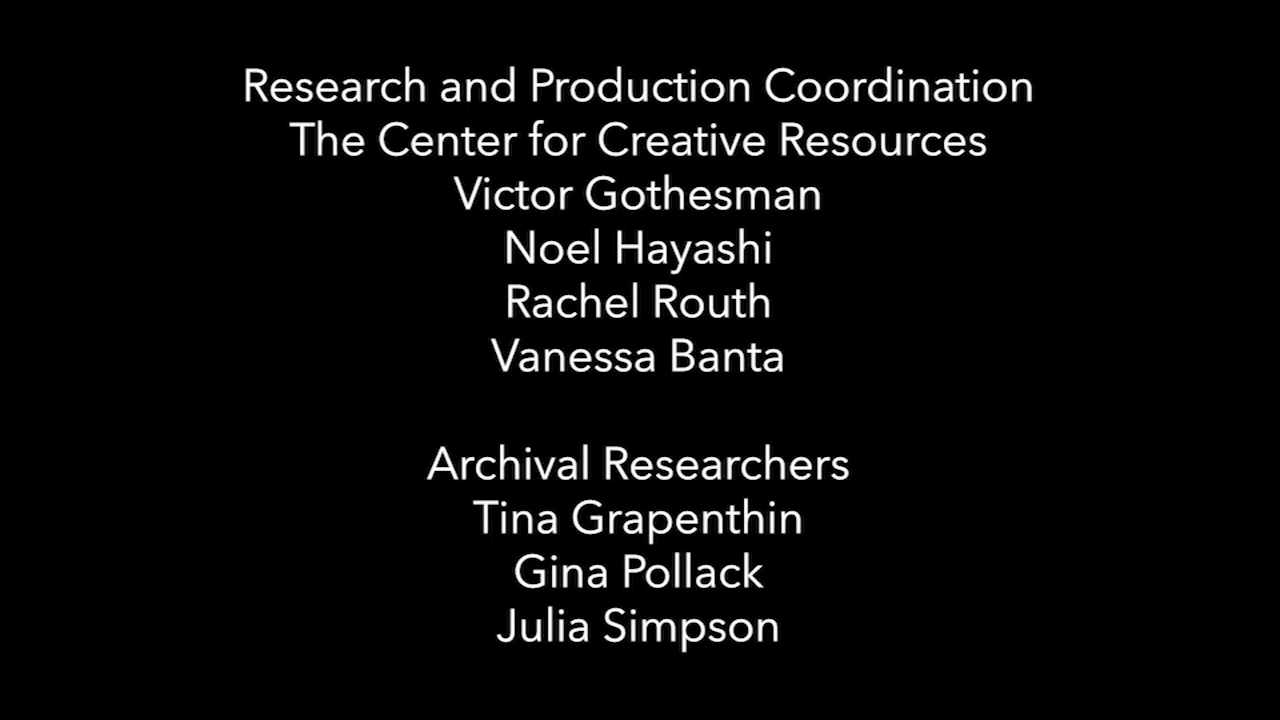 Research and Production Coordination
The Center for Creative Resources
Victor Gothesman
Noel Hayashi
Rachel Routh
Vanessa Banta
Archival Researchers
Tina Grapenthin
Gina Pollack
Julia Simpson